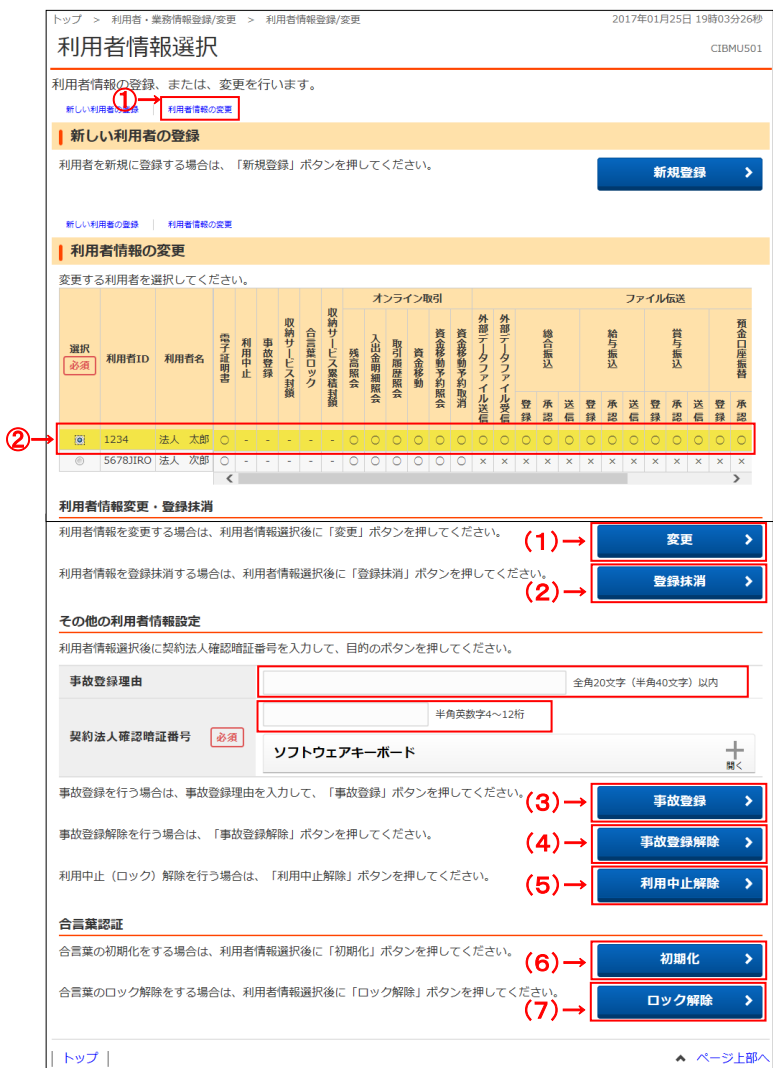 トップ > 利用者・業務情報登録/変更 > 利用者情報登録/変更 2017年01月25日 19時03分26秒
利用者情報選択 CIBMU501
利用者情報の登録、または、変更を行います。
①
新しい利用者の登録 利用者情報の変更
新しい利用者の登録
利用者を新規に登録する場合は、「新規登録」ボタンを押してください。 新規登録
新しい利用者の登録 利用者情報の変更
利用者情報の変更
変更する利用者を選択してください。
オンライン取引 ファイル伝送
選択 必須 利用者ID 利用者名 電子証明書 利用中止 事故登録 収納サービス封鎖 合言葉ロック 収納サービス累積封鎖 残高照会 入出金明細照会 取引履歴照会 資金移動 資金移動予約照会 資金移動予約取消 外部データファイル送信 外部データファイル受信 総合振込 給与振込 賞与振込 預金口座振替
登録 承認 送信 登録 承認 送信 登録 承認 送信 登録 承認
② 1234 法人 太郎 ○ - - - - - ○ ○ ○ ○ ○ ○ ○ ○ ○ ○ ○ ○ ○ ○ ○ ○ ○ ○ ○
5678JIRO 法人 次郎 ○ - - - - - ○ ○ ○ ○ ○ ○ × × × × × × × × × × × × ×
利用者情報変更・登録抹消
利用者情報を変更する場合は、利用者情報選択後に「変更」ボタンを押してください。 (1) 変更
利用者情報を登録抹消する場合は、利用者情報選択後に「登録抹消」ボタンを押してください。 (2) 登録抹消
その他の利用者情報設定
利用者情報選択後に契約法人確認暗証番号を入力して、目的のボタンを押してください。
事故登録理由 全角20文字（半角40文字）以内
半角英数字4～12桁
契約法人確認暗証番号 必須
ソフトウェアキーボード 開く
事故登録を行う場合は、事故登録理由を入力して、「事故登録」ボタンを押してください。 (3) 事故登録
事故登録解除を行う場合は、「事故登録解除」ボタンを押してください。 (4) 事故登録解除
利用中止（ロック）解除を行う場合は、「利用中止解除」ボタンを押してください。 (5) 利用中止解除
合言葉認証
合言葉の初期化をする場合は、利用者情報選択後に「初期化」ボタンを押してください。 (6) 初期化
合言葉のロック解除をする場合は、利用者情報選択後に「ロック解除」ボタンを押してください。 (7) ロック解除
トップ ページ上部へ